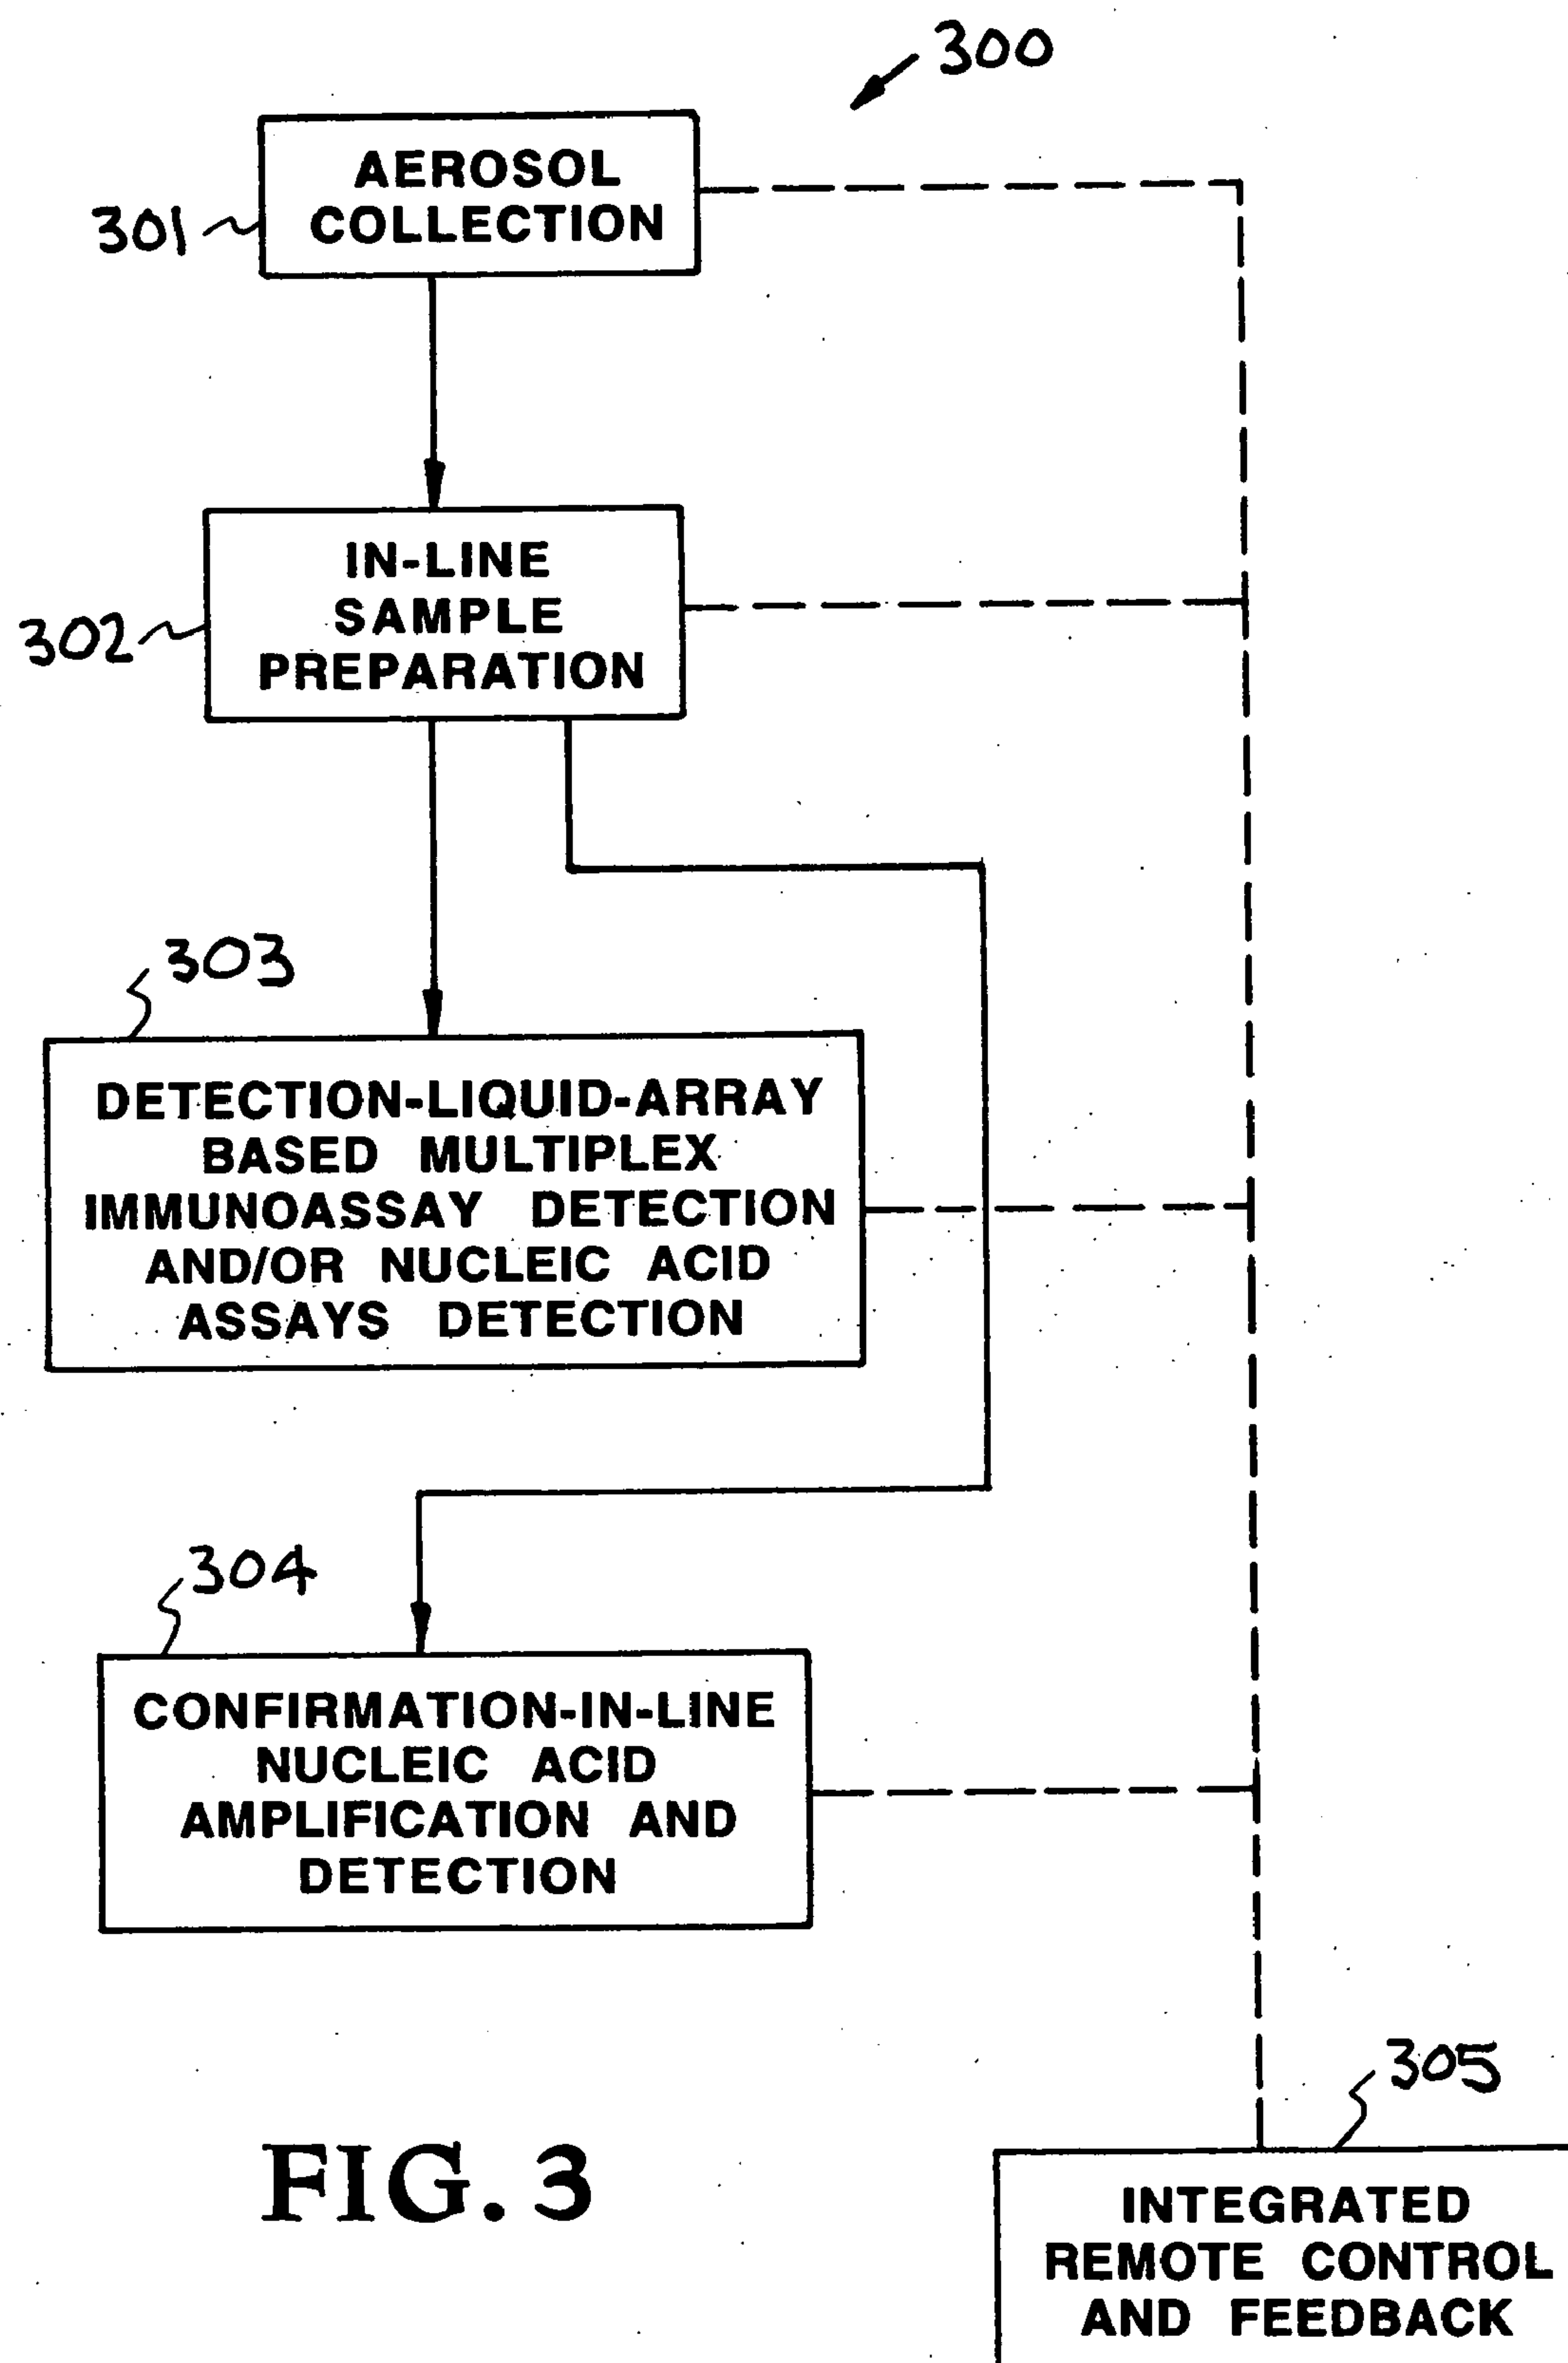 300
AEROSOL
COLLECTION
301
IN-LINE
SAMPLE
PREPARATION
302
303
DETECTION-LIQUID-ARRAY
BASED MULTIPLEX
IMMUNOASSAY DETECTION
AND/OR NUCLEIC ACID
ASSAYS DETECTION
304
CONFIRMATION-IN-LINE
NUCLEIC ACID
AMPLIFICATION AND
DETECTION
305
INTEGRATED
REMOTE CONTROL
AND FEEDBACK
FIG. 3